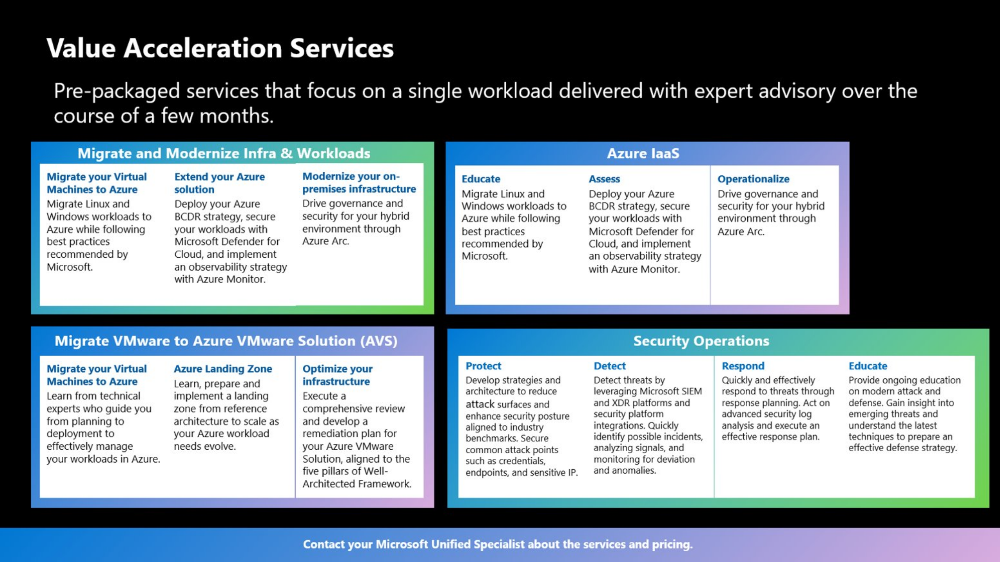 Value Acceleration Services
Pre-packaged services that focus on a single workload delivered with expert advisory over the
course of a few months.
Migrate and Modernize Infra & Workloads
Migrate your Virtual
Machines to Azure
Migrate Linux and
Windows workloads to
Azure while following
best practices
recommended by
Microsoft.
Extend your Azure
solution
Deploy your Azure
BCDR strategy, secure
your workloads with
Microsoft Defender for
Cloud, and implement
an observability strategy
with Azure Monitor.
Modernize your on-
premises infrastructure
Drive governance and
security for your hybrid
environment through
Azure Arc.
Azure IaaS
Educate
Migrate Linux and
Windows workloads to
Azure while following
best practices
recommended by
Microsoft.
Assess
Deploy your Azure
BCDR strategy, secure
your workloads with
Microsoft Defender for
Cloud, and implement
an observability strategy
with Azure Monitor.
Operationalize
Drive governance and
security for your hybrid
environment through
Azure Arc.
Migrate VMware to Azure VMware Solution (AVS)
Migrate your Virtual
Machines to Azure
Learn from technical
experts who guide you
from planning to
deployment to
effectively manage
your workloads in Azure.
Azure Landing Zone
Learn, prepare and
implement a landing
zone from reference
architecture to scale as
your Azure workload
needs evolve.
Optimize your
infrastructure
Execute a
comprehensive review
and develop a
remediation plan for
your Azure VMware
Solution, aligned to the
five pillars of Well-
Architected Framework.
Security Operations
Protect
Develop strategies and
architecture to reduce
attack surfaces and
enhance security posture
aligned to industry
benchmarks. Secure
common attack points
such as credentials,
endpoints, and sensitive IP.
Detect
Detect threats by
leveraging Microsoft SIEM
and XDR platforms and
security platform
integrations. Quickly
identify possible incidents,
analyzing signals, and
monitoring for deviation
and anomalies.
Respond
Quickly and effectively
respond to threats through
response planning. Act on
advanced security log
analysis and execute an
effective response plan.
Educate
Provide ongoing education
on modern attack and
defense. Gain insight into
emerging threats and
understand the latest
techniques to prepare an
effective defense strategy.
Contact your Microsoft Unified Specialist about the services and pricing.